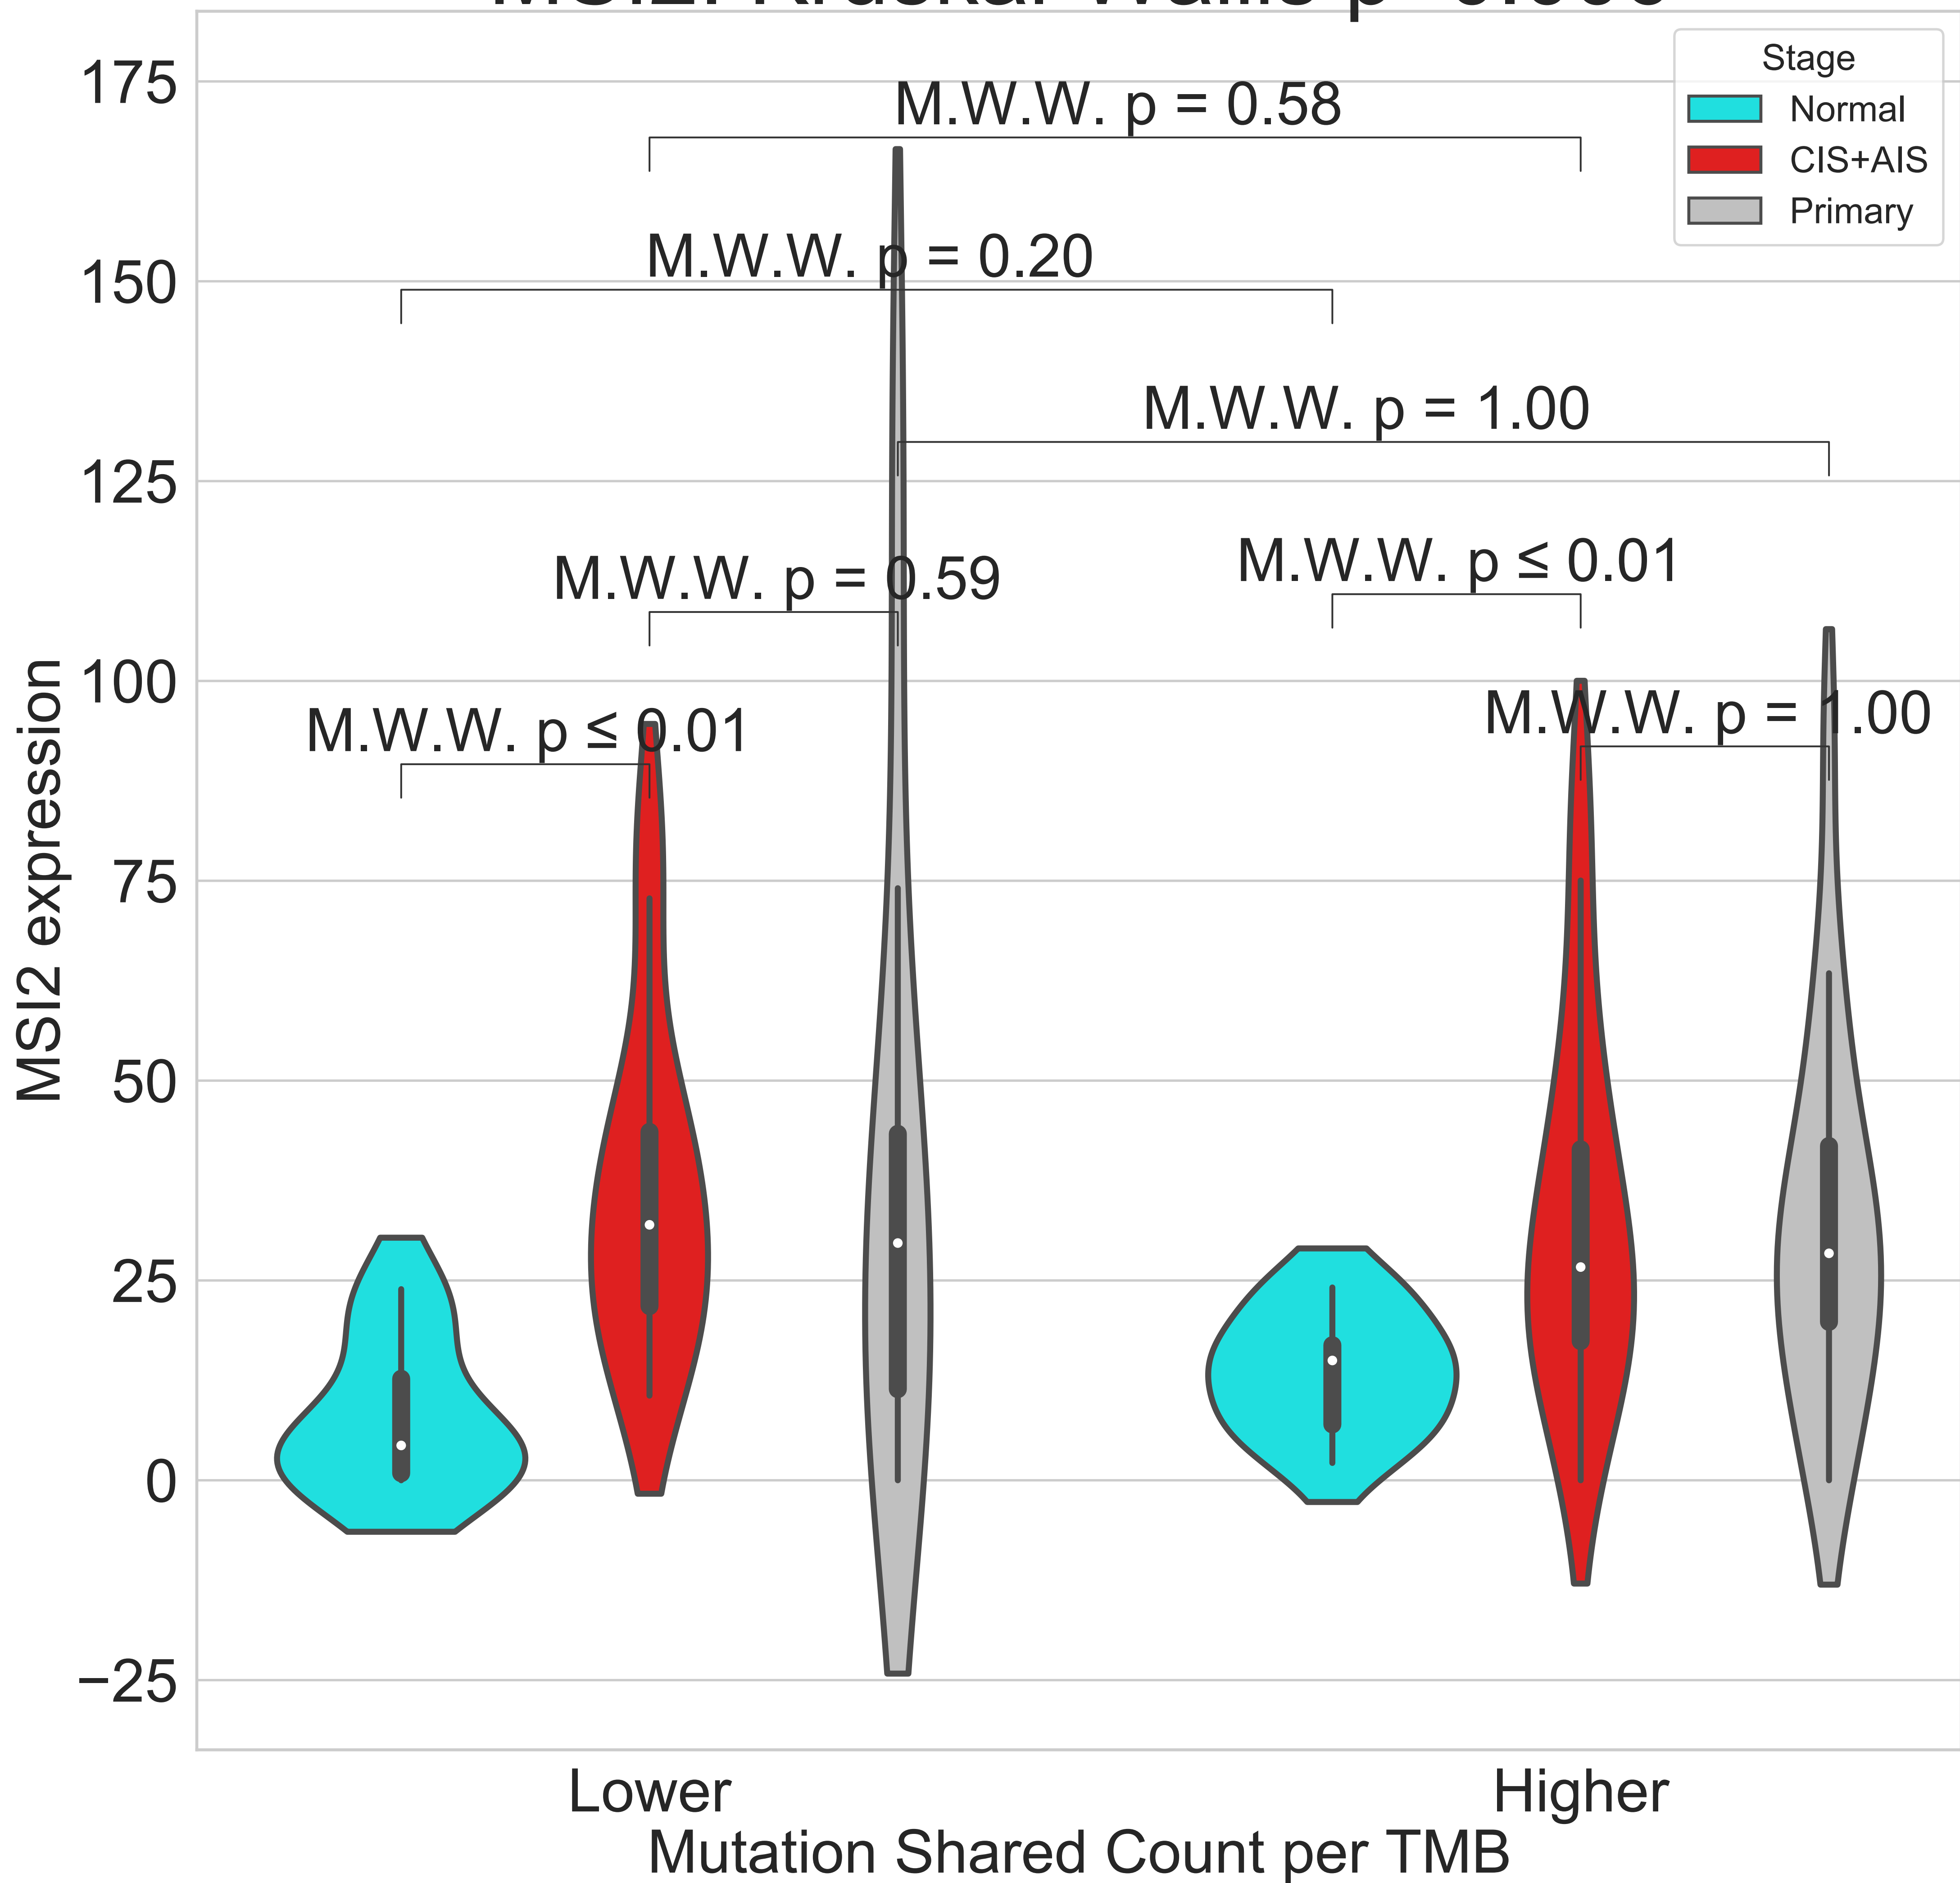 175
150
125
100
75
50
25
0
−25
MSI2 expression
Stage
Normal
CIS+AIS
Primary
M.W.W. p = 0.58
M.W.W. p = 0.20
M.W.W. p = 1.00
M.W.W. p ≤ 0.01
M.W.W. p = 0.59
M.W.W. p = 1.00
M.W.W. p ≤ 0.01
Lower
Higher
Mutation Shared Count per TMB